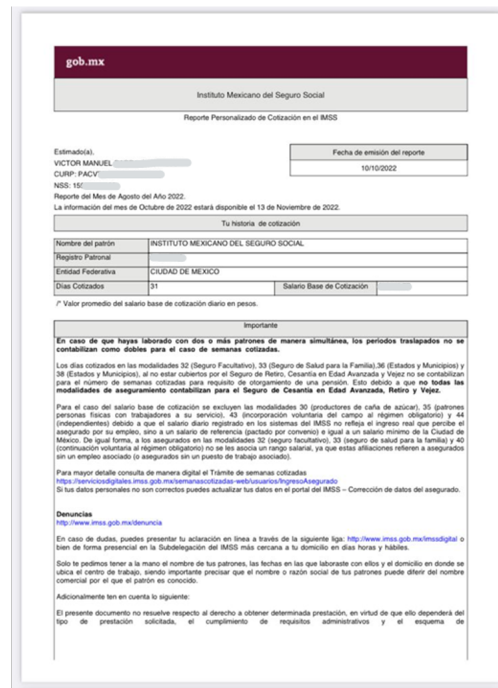 gob.mx
Instituto Mexicano del Seguro Social
Reporte Personalizado de Cotización en el IMSS
Estimado(a),
VICTOR MANUEL
CURP: PACV
NSS: 15
Reporte del Mes de Agosto del Año 2022.
La información del mes de Octubre de 2022 estará disponible el 13 de Noviembre de 2022.
Fecha de emisión del reporte
10/10/2022
Tu historia de cotización
Nombre del patrón INSTITUTO MEXICANO DEL SEGURO SOCIAL
Registro Patronal
Entidad Federativa CIUDAD DE MEXICO
Días Cotizados 31 Salario Base de Cotización
/* Valor promedio del salario base de cotización diario en pesos.
Importante
En caso de que hayas laborado con dos o más patrones de manera simultánea, los periodos traslapados no se
contabilizan como dobles para el caso de semanas cotizadas.
Los días cotizados en las modalidades 32 (Seguro Facultativo), 33 (Seguro de Salud para la Familia),36 (Estados y Municipios) y
38 (Estados y Municipios), al no estar cubiertos por el Seguro de Retiro, Cesantía en Edad Avanzada y Vejez no se contabilizan
para el número de semanas cotizadas para requisito de otorgamiento de una pensión. Esto debido a que no todas las
modalidades de aseguramiento contabilizan para el Seguro de Cesantía en Edad Avanzada, Retiro y Vejez.
Para el caso del salario base de cotización se excluyen las modalidades 30 (productores de caña de azúcar), 35 (patrones
personas físicas con trabajadores a su servicio), 43 (incorporación voluntaria del campo al régimen obligatorio) y 44
(independientes) debido a que el salario diario registrado en los sistemas del IMSS no refleja el ingreso real que percibe el
asegurado por su empleo, sino a un salario de referencia (pactado por convenio) e igual a un salario mínimo de la Ciudad de
México. De igual forma, a los asegurados en las modalidades 32 (seguro facultativo), 33 (seguro de salud para la familia) y 40
(continuación voluntaria al régimen obligatorio) no se les asocia un rango salarial, ya que estas afiliaciones refieren a asegurados
sin un empleo asociado (o asegurados sin un puesto de trabajo asociado).
Para mayor detalle consulta de manera digital el Trámite de semanas cotizadas
https://serviciosdigitales.imss.gob.mx/semanascotizadas-web/usuarios/IngresoAsegurado
Si tus datos personales no son correctos puedes actualizar tus datos en el portal del IMSS – Corrección de datos del asegurado.
Denuncias
http://www.imss.gob.mx/denuncia
En caso de dudas, puedes presentar tu aclaración en línea a través de la siguiente liga: http://www.imss.gob.mx/imssdigital o
bien de forma presencial en la Subdelegación del IMSS más cercana a tu domicilio en días horas y hábiles.
Solo te pedimos tener a la mano el nombre de tus patrones, las fechas en las que laboraste con ellos y el domicilio en donde se
ubica el centro de trabajo, siendo importante precisar que el nombre o razón social de tus patrones puede diferir del nombre
comercial por el que el patrón es conocido.
Adicionalmente ten en cuenta lo siguiente:
El presente documento no resuelve respecto al derecho a obtener determinada prestación, en virtud de que ello dependerá del
tipo de prestación solicitada, el cumplimiento de requisitos administrativos y el esquema de